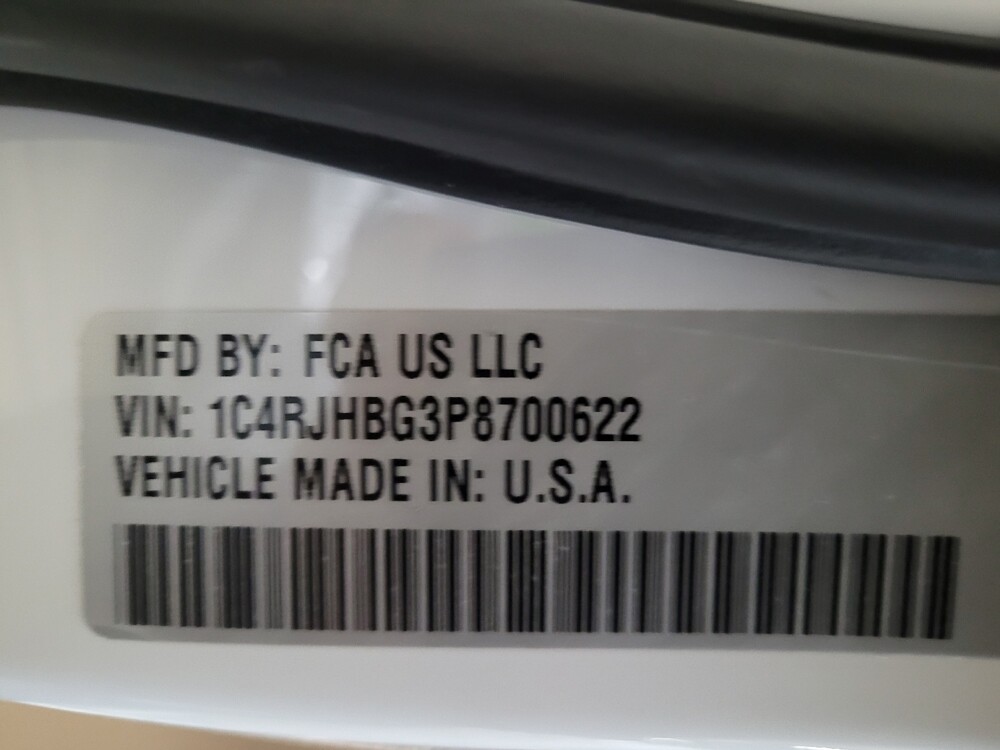 MFD BY: FCA US LLC
VIN: 1C4RJHBG3P8700622
VEHICLE MADE IN: U.S.A.